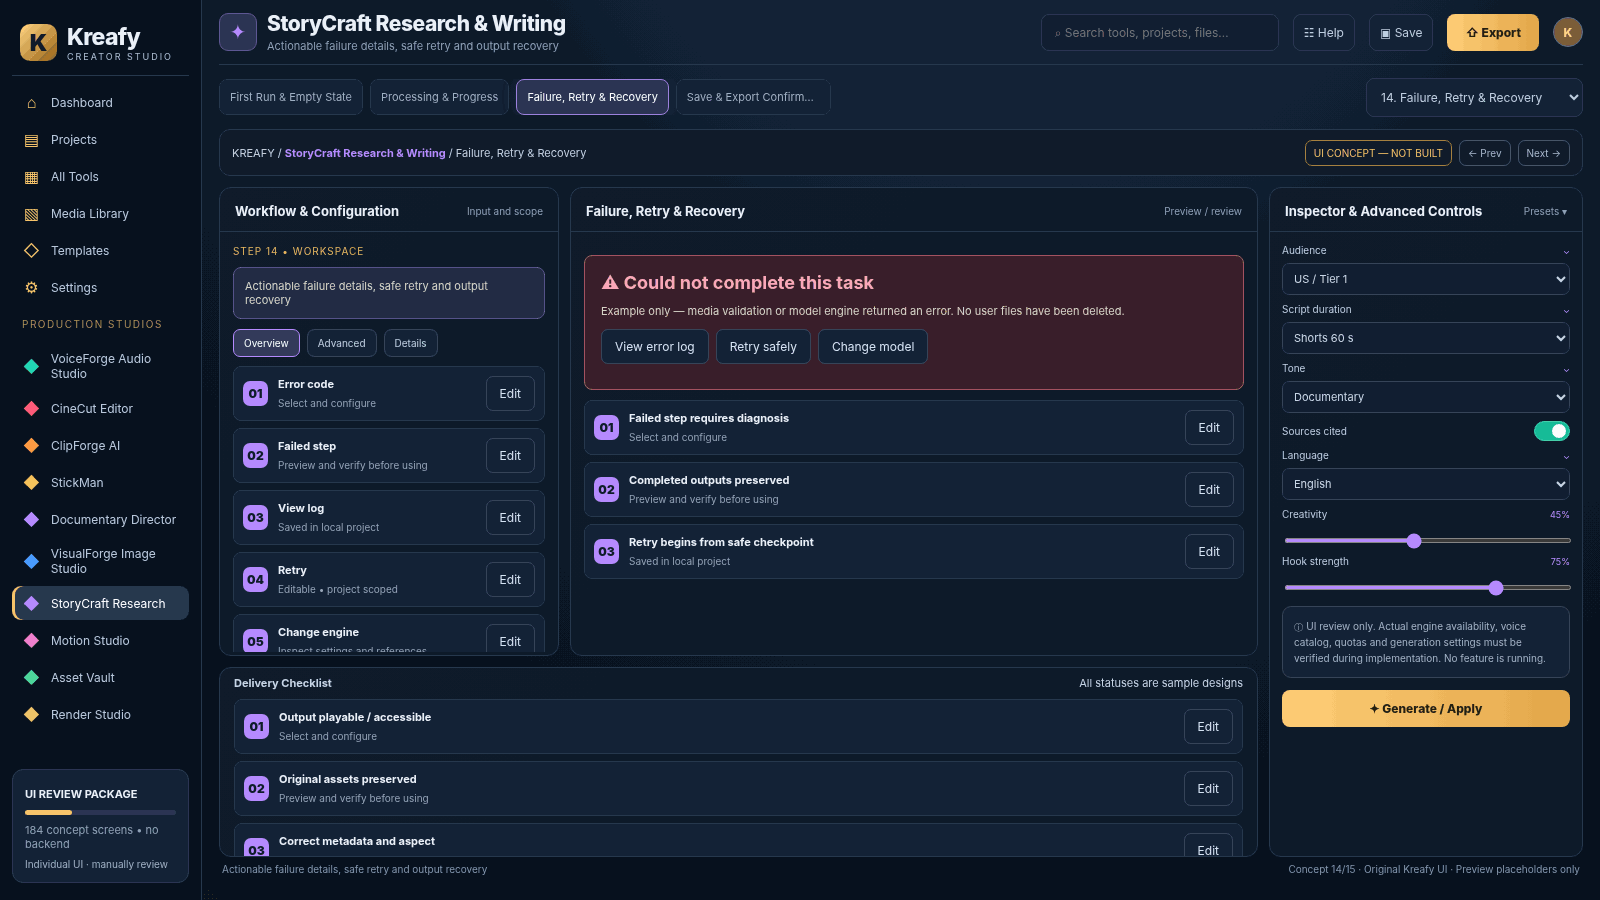 K
Kreafy
CREATOR STUDIO
Dashboard
Projects
All Tools
Media Library
Templates
Settings
PRODUCTION STUDIOS
VoiceForge Audio
Studio
CineCut Editor
ClipForge AI
StickMan
Documentary Director
VisualForge Image
Studio
StoryCraft Research
Motion Studio
Asset Vault
Render Studio
UI REVIEW PACKAGE
184 concept screens • no
backend
Individual UI · manually review
StoryCraft Research & Writing
Actionable failure details, safe retry and output recovery
Search tools, projects, files...
Help
Save
Export
K
First Run & Empty State
Processing & Progress
Failure, Retry & Recovery
Save & Export Confirm...
14. Failure, Retry & Recovery
KREAFY / StoryCraft Research & Writing / Failure, Retry & Recovery
UI CONCEPT — NOT BUILT
← Prev
Next →
Workflow & Configuration
Input and scope
STEP 14 • WORKSPACE
Actionable failure details, safe retry and output
recovery
Overview
Advanced
Details
01
Error code
Select and configure
Edit
02
Failed step
Preview and verify before using
Edit
03
View log
Saved in local project
Edit
04
Retry
Editable • project scoped
Edit
05
Change engine
Inspect settings and references
Edit
Failure, Retry & Recovery
Preview / review
⚠ Could not complete this task
Example only — media validation or model engine returned an error. No user files have been deleted.
View error log
Retry safely
Change model
01
Failed step requires diagnosis
Select and configure
Edit
02
Completed outputs preserved
Preview and verify before using
Edit
03
Retry begins from safe checkpoint
Saved in local project
Edit
Delivery Checklist
All statuses are sample designs
01
Output playable / accessible
Select and configure
Edit
02
Original assets preserved
Preview and verify before using
Edit
03
Correct metadata and aspect
Edit
Inspector & Advanced Controls
Presets ▾
Audience
US / Tier 1
Script duration
Shorts 60 s
Tone
Documentary
Sources cited
Language
English
Creativity
45%
Hook strength
75%
ⓘ UI review only. Actual engine availability, voice
catalog, quotas and generation settings must be
verified during implementation. No feature is running.
✦ Generate / Apply
Actionable failure details, safe retry and output recovery
Concept 14/15 · Original Kreafy UI · Preview placeholders only